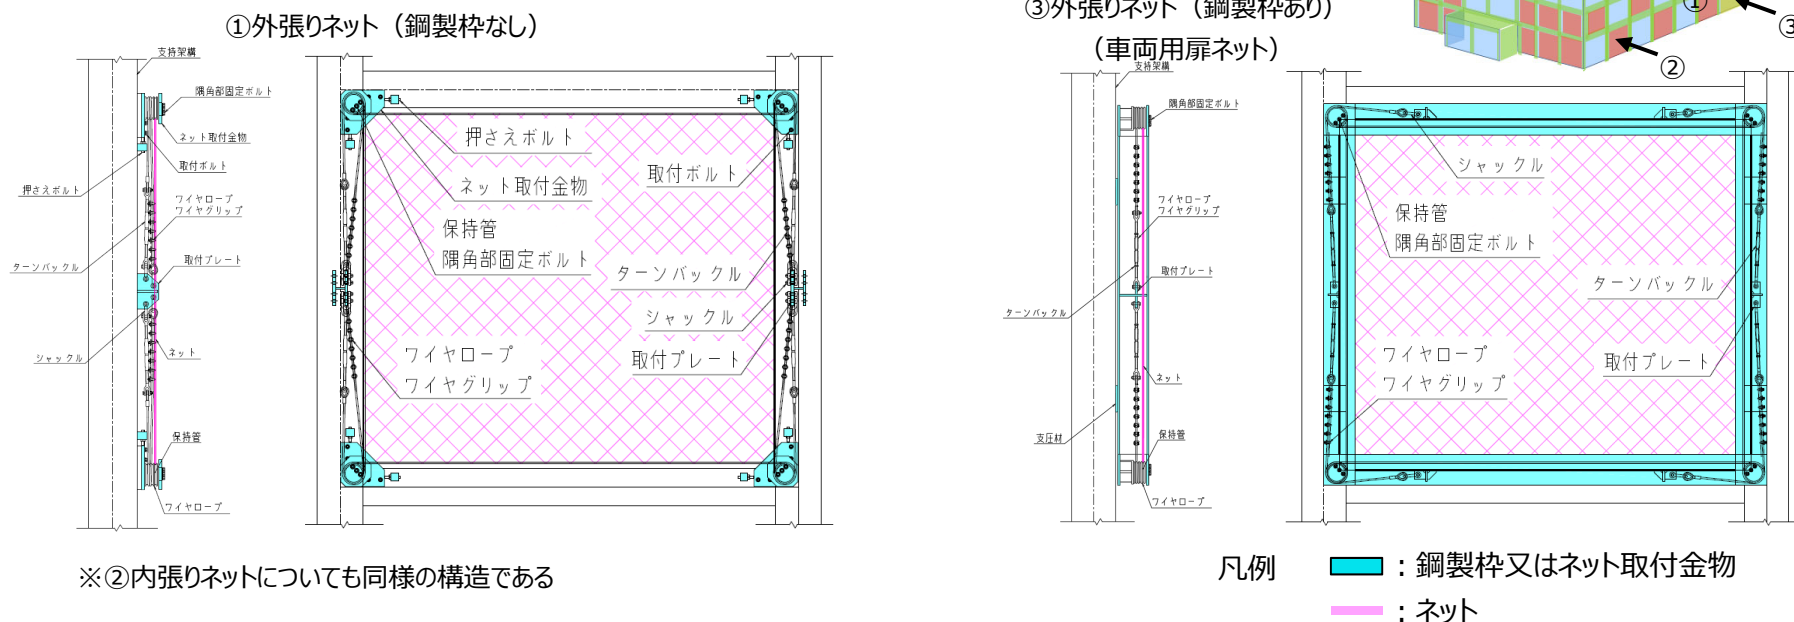 ①外張りネット（鋼製枠なし）
支持架構
隅角部固定ボルト
ネット取付金物
取付ボルト
押さえボルト
ワイヤロープ
ワイヤグリップ
ターンバックル
取付プレート
シャックル
ネット
保持管
ワイヤロープ
押さえボルト
ネット取付金物
取付ボルト
保持管
隅角部固定ボルト
ターンバックル
シャックル
取付プレート
ワイヤロープ
ワイヤグリップ
※②内張りネットについても同様の構造である
③外張りネット（鋼製枠あり）
（車両用扉ネット）
支持架構
隅角部固定ボルト
ワイヤロープ
ワイヤグリップ
取付プレート
ターンバックル
ネット
支圧材
保持管
ワイヤロープ
シャックル
保持管
隅角部固定ボルト
ターンバックル
ワイヤロープ
ワイヤグリップ
取付プレート
①
③
②
凡例
：鋼製枠又はネット取付金物
：ネット